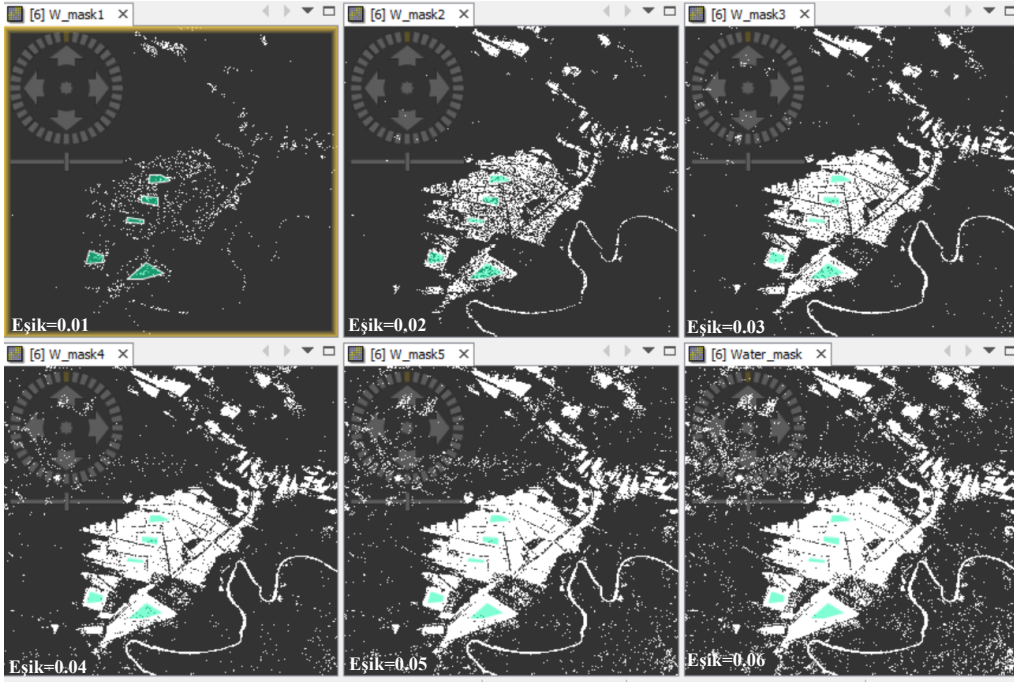 [6] W_mask1
[6] W_mask2
[6] W_mask3
Eşik=0.01
Eşik=0,02
Eşik=0.03
[6] W_mask4
[6] W_mask5
[6] Water_mask
Eşik=0.04
Eşik=0.05
Eşik=0.06